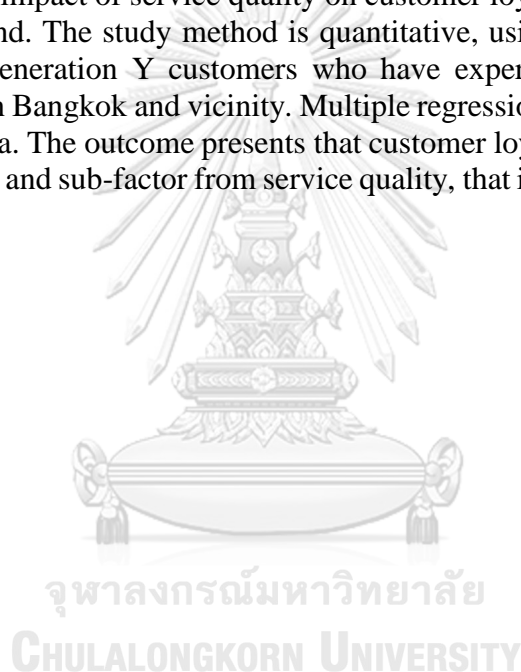 impact of service quality on customer loy
nd. The study method is quantitative, usi
eneration Y customers who have exper
n Bangkok and vicinity. Multiple regression
a. The outcome presents that customer loy
and sub-factor from service quality, that i
จุฬาลงกรณ์มหาวิทยาลัย
CHULALONGKORN UNIVERSITY